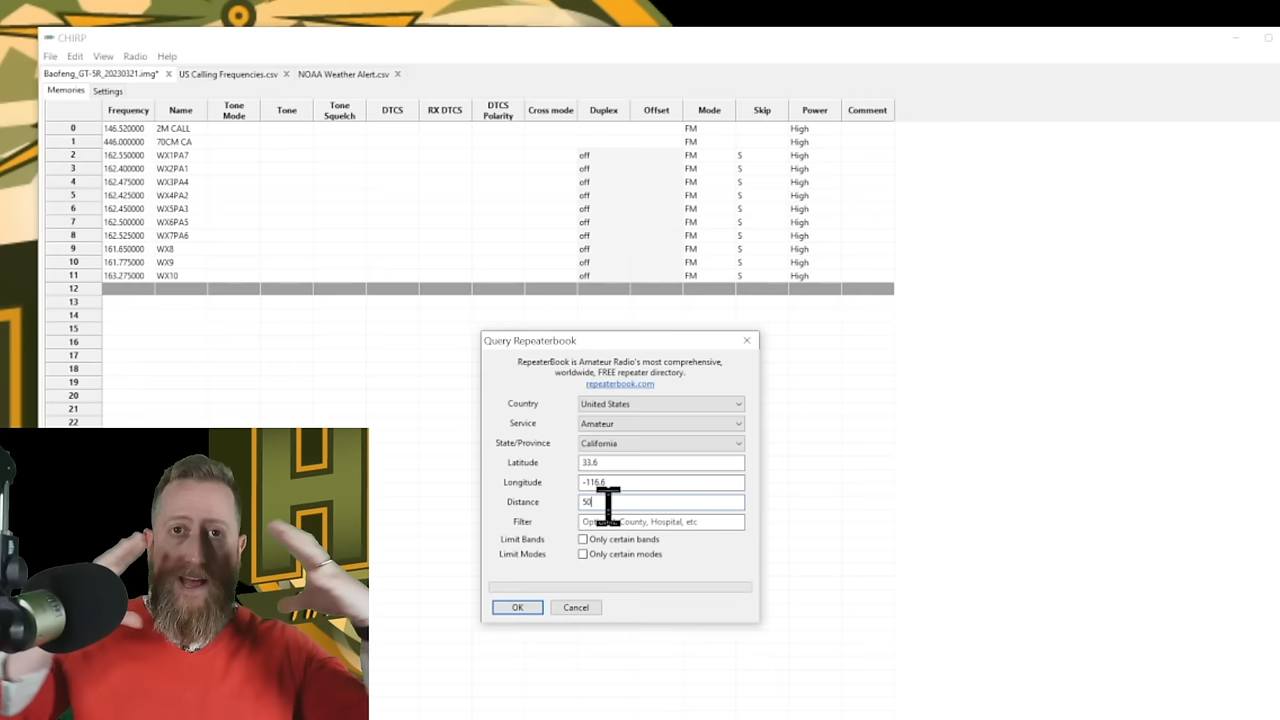 CHIRP
File Edit View Radio Help
Baofeng_GT-5R_20230321.img* × US Calling Frequencies.csv × NOAA Weather Alert.csv ×
Memories Settings
Frequency Name Tone Mode Tone Tone Squelch DTCS RX DTCS DTCS Polarity Cross mode Duplex Offset Mode Skip Power Comment
0 146.520000 2M CALL FM High
1 446.000000 70CM CA FM High
2 162.550000 WX1PA7 off FM S High
3 162.400000 WX2PA1 off FM S High
4 162.475000 WX3PA4 off FM S High
5 162.425000 WX4PA2 off FM S High
6 162.450000 WX5PA3 off FM S High
7 162.500000 WX6PA5 off FM S High
8 162.525000 WX7PA6 off FM S High
9 161.650000 WX8 off FM S High
10 161.775000 WX9 off FM S High
11 163.275000 WX10 off FM S High
12
13
14
15
16
17
18
19
20
21
22
Query Repeaterbook
RepeaterBook is Amateur Radio's most comprehensive,
worldwide, FREE repeater directory.
repeaterbook.com
Country United States
Service Amateur
State/Province California
Latitude 33.6
Longitude -116.6
Distance 50
Filter County, Hospital, etc
Limit Bands Only certain bands
Limit Modes Only certain modes
OK Cancel